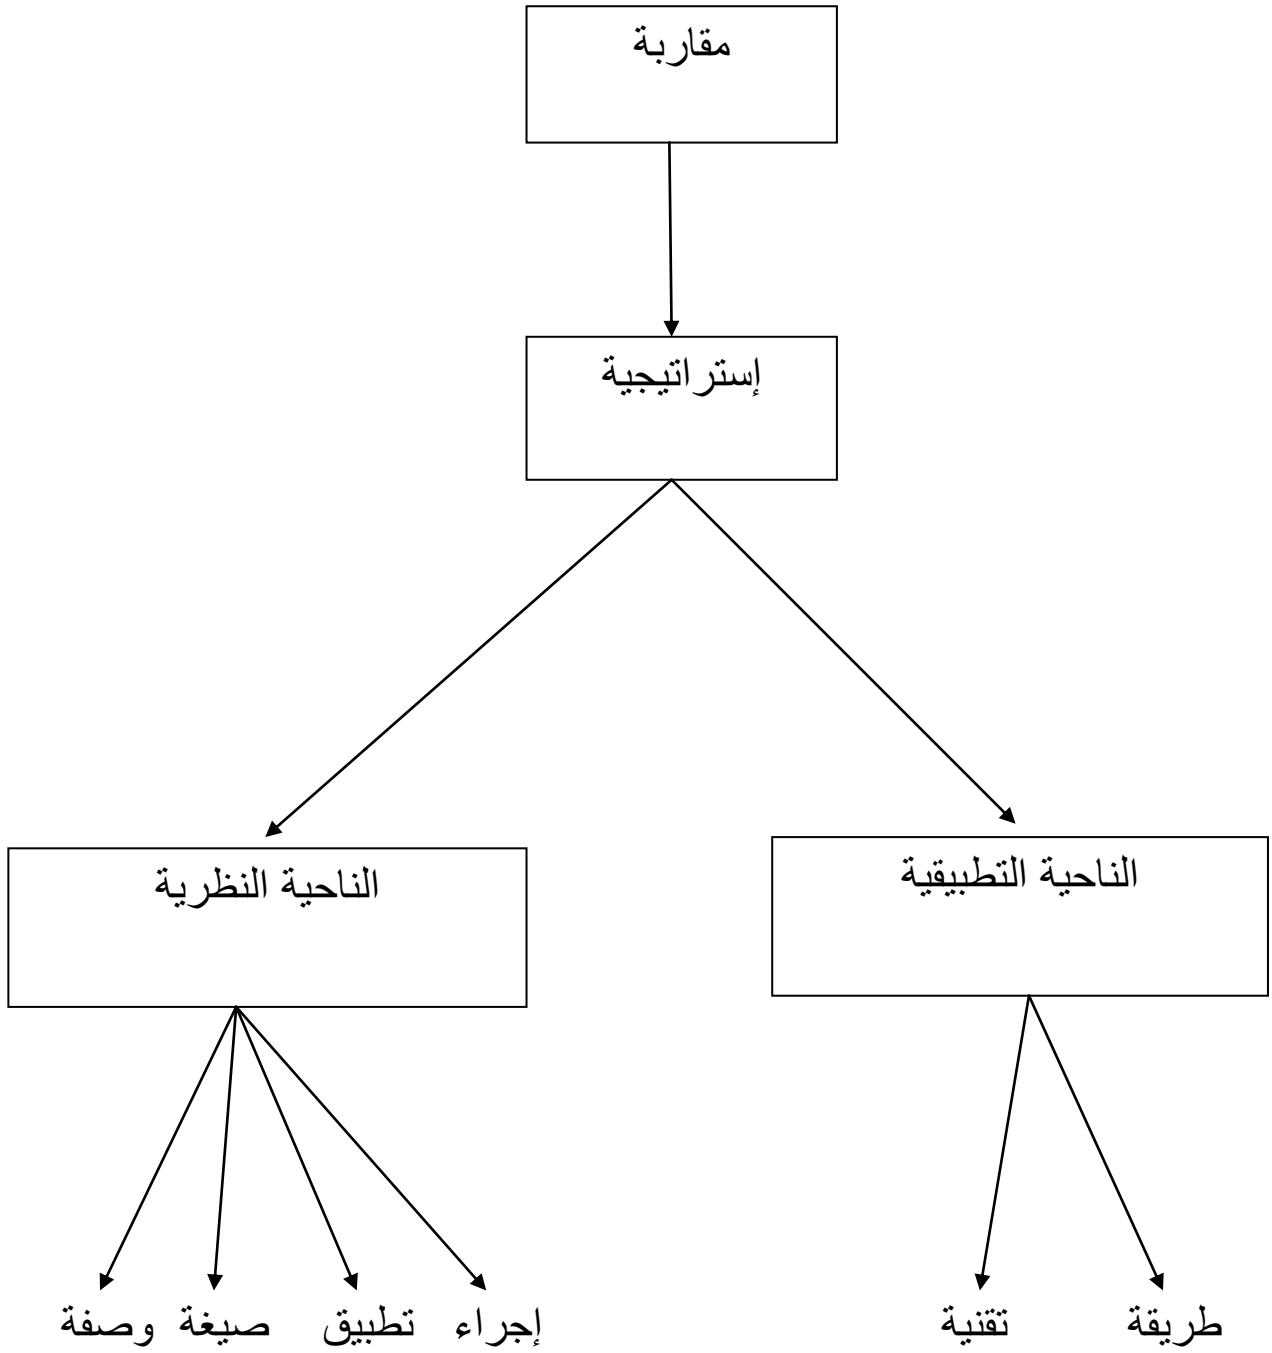 مقاربة
إستراتيجية
الناحية التطبيقية
الناحية النظرية
طريقة
تقنية
إجراء
تطبيق
صيغة
وصفة